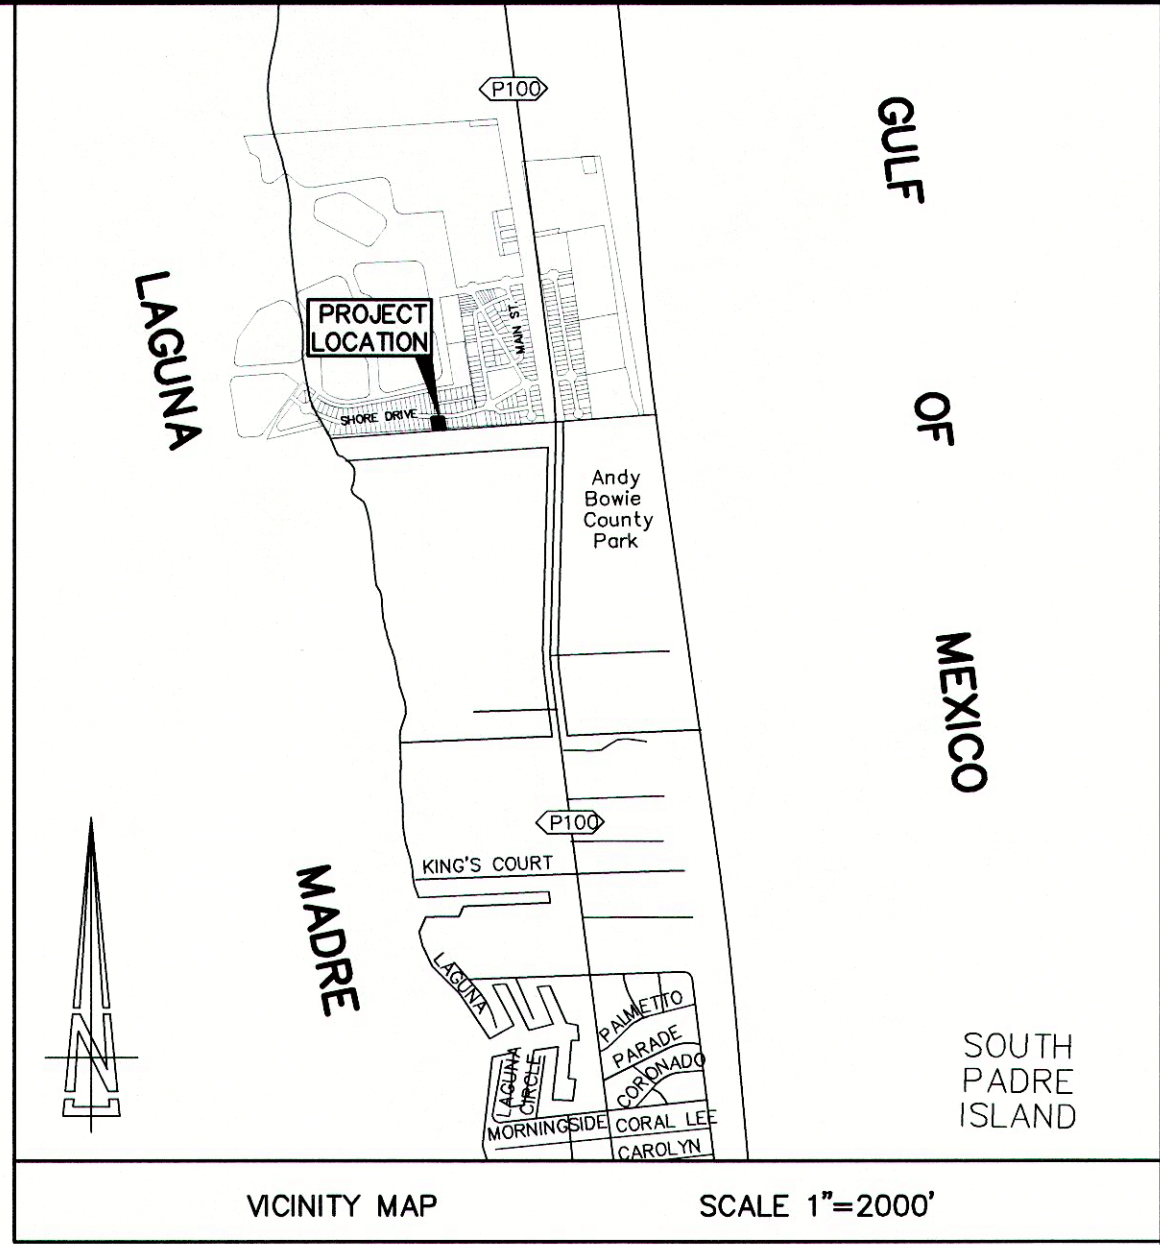 P100
GULF
OF
MEXICO
LAGUNA
MADRE
PROJECT
LOCATION
MAIN ST.
SHORE DRIVE
Andy
Bowie
County
Park
P100
KING'S COURT
LAGUNA
PALMETTO
PARADE
CORONADO
LAGUNA
CIRCLE
MORNINGSIDE
CORAL LEE
CAROLYN
N
SOUTH
PADRE
ISLAND
VICINITY MAP
SCALE 1"=2000'